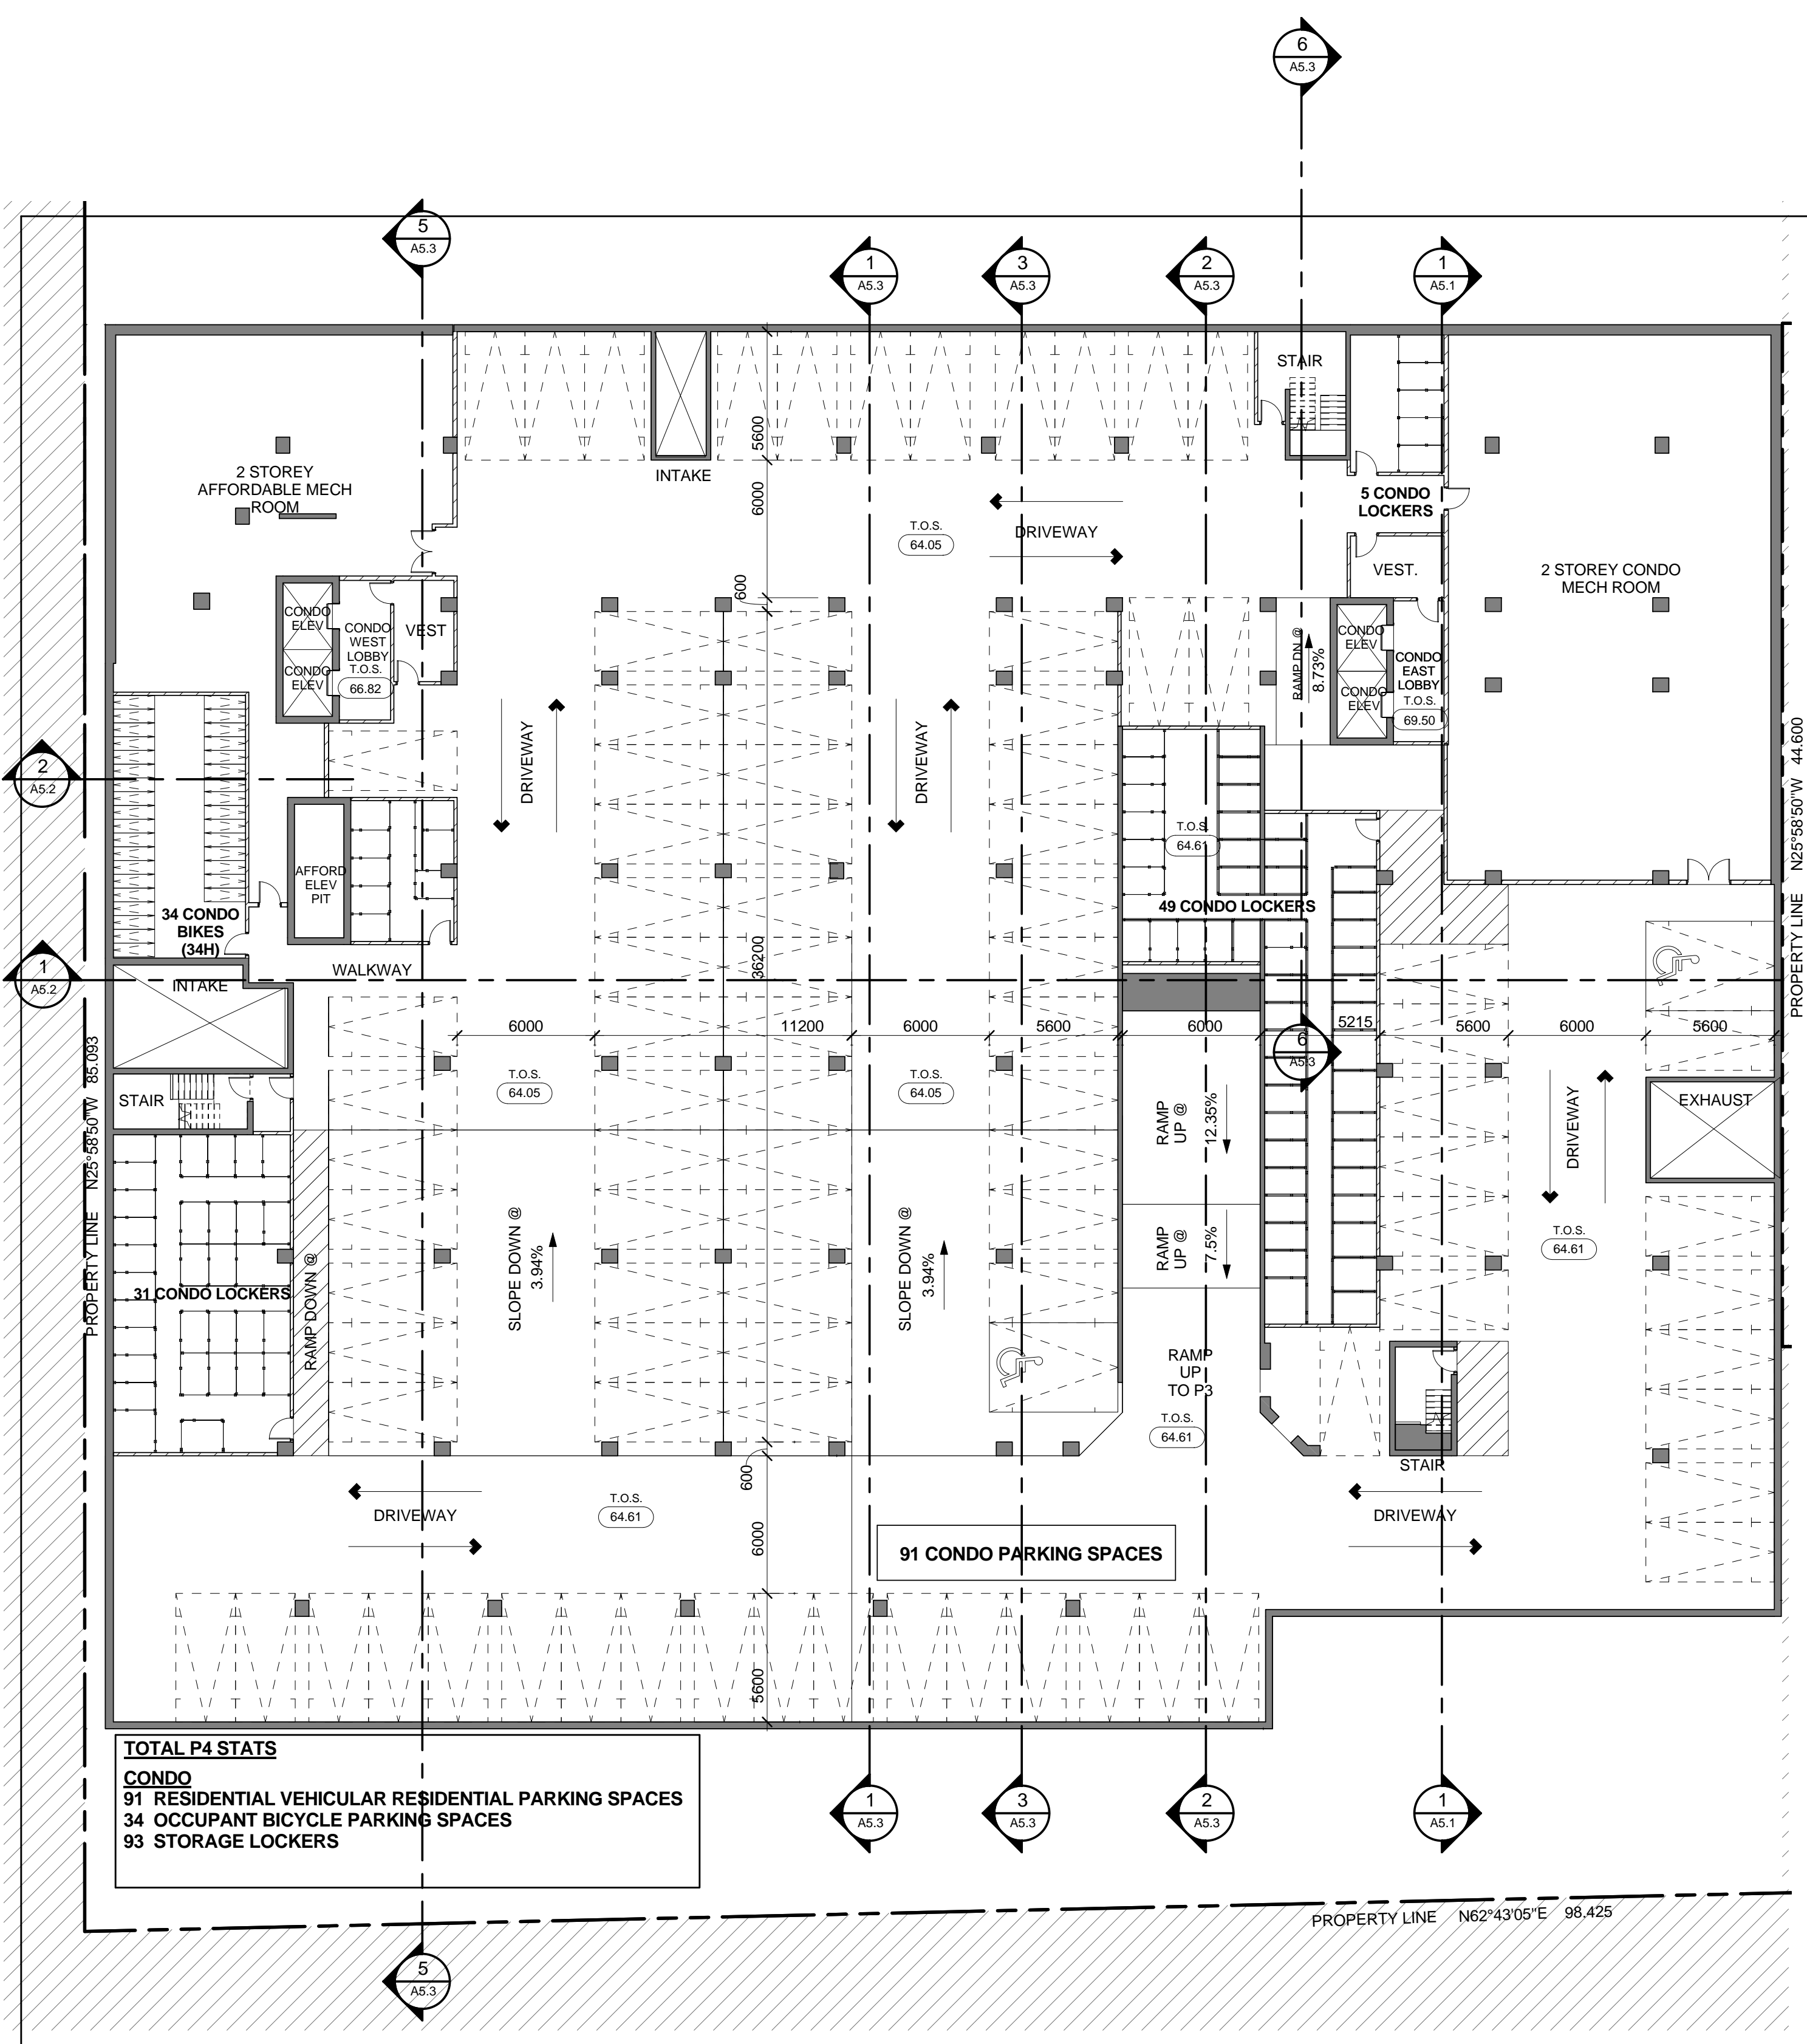 6
A5.3
5
A5.3
1
A5.3
3
A5.3
2
A5.3
1
A5.1
STAIR
5600
2 STOREY
AFFORDABLE MECH
ROOM
INTAKE
6000
5 CONDO
LOCKERS
T.O.S.
64.05
DRIVEWAY
VEST.
2 STOREY CONDO
MECH ROOM
600
CONDO
ELEV
CONDO
ELEV
CONDO
WEST
LOBBY
T.O.S.
66.82
VEST
RAMP DN @
8.73%
CONDO
ELEV
CONDO
ELEV
CONDO
EAST
LOBBY
T.O.S.
69.50
DRIVEWAY
DRIVEWAY
2
A5.2
PROPERTY LINE N25°58'50"W 44.600
T.O.S.
64.61
AFFORD
ELEV
PIT
34 CONDO
BIKES
(34H)
49 CONDO LOCKERS
WALKWAY
36200
1
A5.2
INTAKE
6000
11200
6000
5600
6000
5215
5600
6000
5600
6
A5.3
PROPERTY LINE N25°58'50"W 85.093
STAIR
T.O.S.
64.05
T.O.S.
64.05
RAMP
UP @
12.35%
DRIVEWAY
EXHAUST
31 CONDO LOCKERS
RAMP DOWN @
SLOPE DOWN @
3.94%
SLOPE DOWN @
3.94%
RAMP
UP @
7.5%
T.O.S.
64.61
RAMP
UP
TO P3
T.O.S.
64.61
STAIR
600
DRIVEWAY
T.O.S.
64.61
6000
91 CONDO PARKING SPACES
DRIVEWAY
5600
TOTAL P4 STATS
CONDO
91 RESIDENTIAL VEHICULAR RESIDENTIAL PARKING SPACES
34 OCCUPANT BICYCLE PARKING SPACES
93 STORAGE LOCKERS
1
A5.3
3
A5.3
2
A5.3
1
A5.1
PROPERTY LINE N62°43'05"E 98.425
5
A5.3